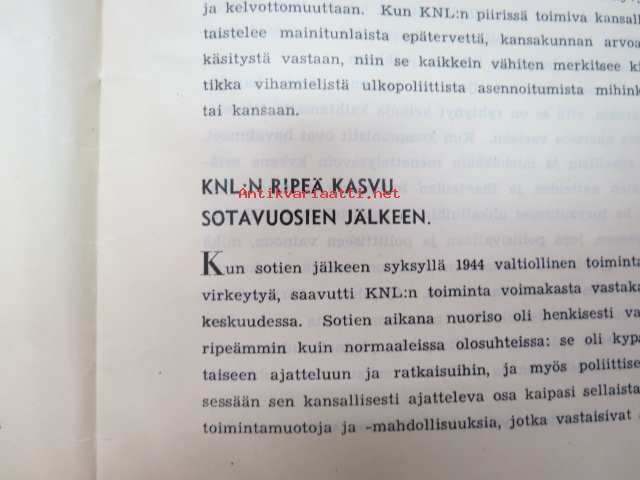 ja kelvottomuuttaan. Kun KNL:n piirissä toimiva kansall
taistelee mainitunlaista epätervettä, kansakunnan arvoa
käsitystä vastaan, niin se kaikkein vähiten merkitsee ki
tikka vihamielistä ulkopoliittista asennoitumista mihink
tai kansaan.
KNL:N RIPEÄ KASVU
Antikvariaatti.net
SOTAVUOSIEN JÄLKEEN.
Kun sotien jälkeen syksyllä 1944 valtiollinen toiminta
virkeytyä, saavutti KNL:n toiminta voimakasta vastaka
keskuudessa. Sotien aikana nuoriso oli henkisesti va
ripeämmin kuin normaaleissa olosuhteissa: se oli kypä
taiseen ajatteluun ja ratkaisuihin, ja myös poliittise
sessään sen kansallisesti ajatteleva osa kaipasi sellaista
toimintamuotoja ja -mahdollisuuksia, jotka vastaisivat